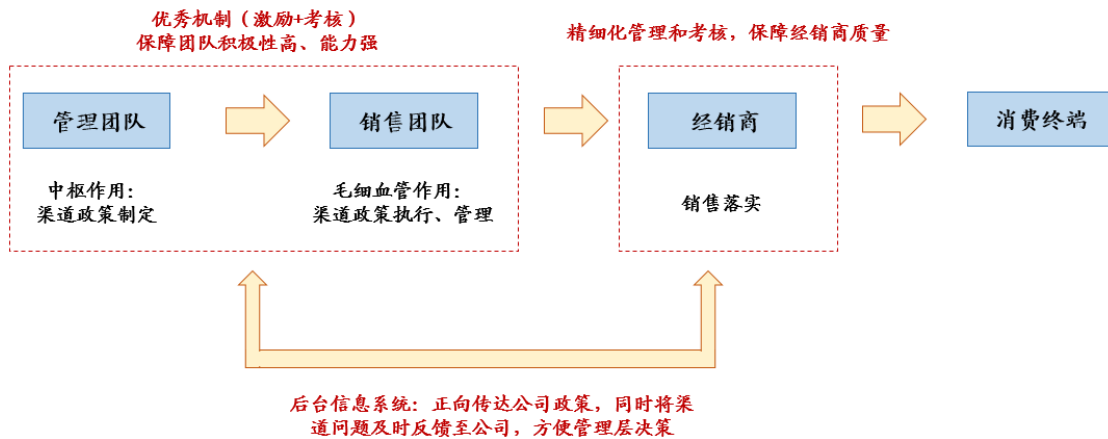 优秀机制（激励+考核）
保障团队积极性高、能力强
精细化管理和考核，保障经销商质量
管理团队
销售团队
经销商
消费终端
中枢作用：
渠道政策制定
毛细血管作用：
渠道政策执行、管理
销售落实
后台信息系统：正向传达公司政策，同时将渠
道问题及时反馈至公司，方便管理层决策